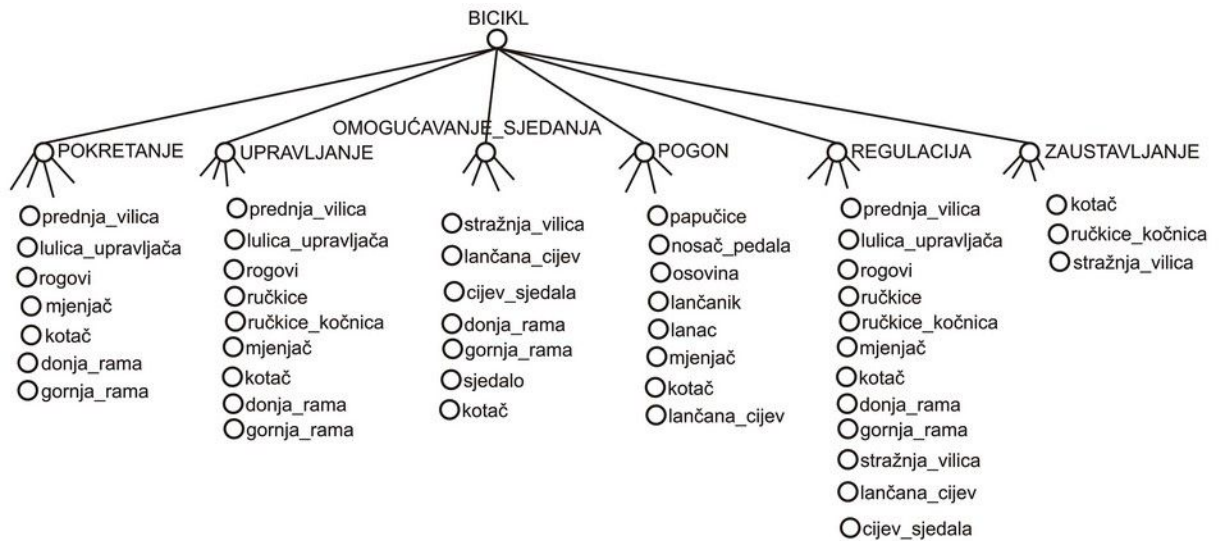 BICIKL
POKRETANJE
prednja_vilica
lulica_upravljača
rogovi
mjenjač
kotač
donja_rama
gornja_rama
UPRAVLJANJE
prednja_vilica
lulica_upravljača
rogovi
ručkice
ručkice_kočnica
mjenjač
kotač
donja_rama
gornja_rama
OMOGUĆAVANJE_SJEDANJA
stražnja_vilica
lančana_cijev
cijev_sjedala
donja_rama
gornja_rama
sjedalo
kotač
POGON
papučice
nosač_pedala
osovina
lančanik
lanac
mjenjač
kotač
lančana_cijev
REGULACIJA
prednja_vilica
lulica_upravljača
rogovi
ručkice
ručkice_kočnica
mjenjač
kotač
donja_rama
gornja_rama
stražnja_vilica
lančana_cijev
cijev_sjedala
ZAUSTAVLJANJE
kotač
ručkice_kočnica
stražnja_vilica